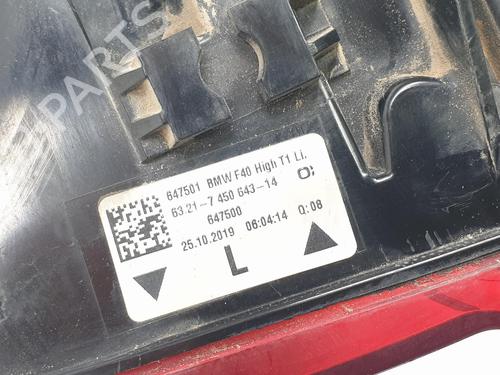 647501 BMW F40 High T1 Li.
63 21-7 450 643-14 O:
647500
25.10.2019 06:04:14 Q:08
L
B-PARTS